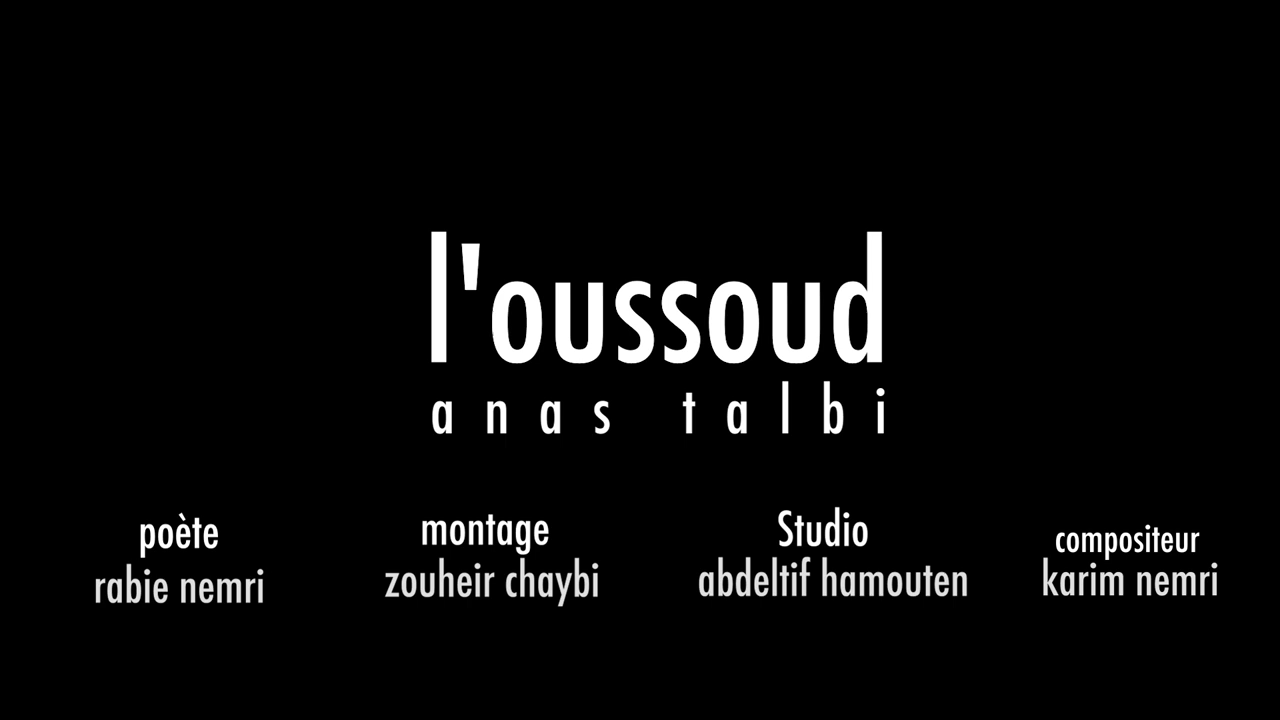 l'oussoud
anas talbi
poète
rabie nemri
montage
zouheir chaybi
Studio
abdeltif hamouten
compositeur
karim nemri